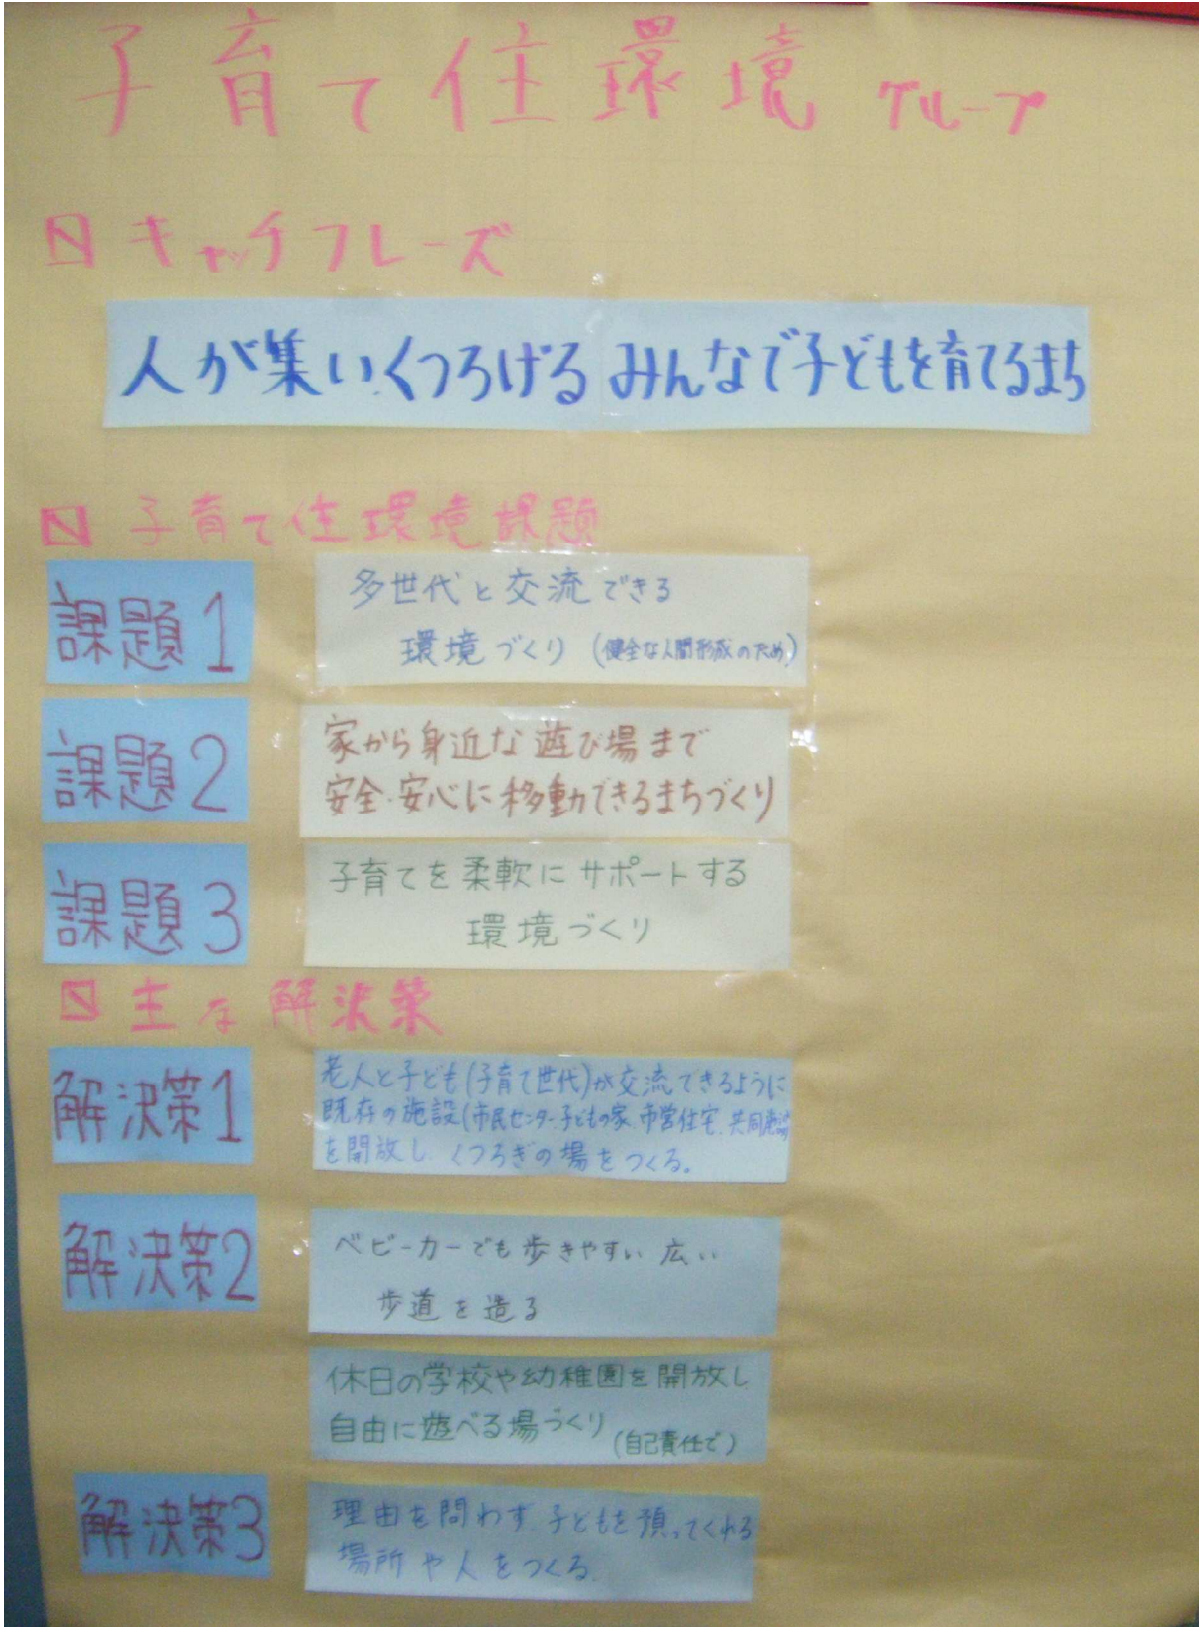 子育て住環境 グループ
キャッチフレーズ
人が集い、くつろげる みんなで子どもを育てるまち
子育て住環境課題
課題1
多世代と交流できる
環境づくり (健全な人間形成のため)
課題2
家から身近な遊び場まで
安全・安心に移動できるまちづくり
課題3
子育てを柔軟にサポートする
環境づくり
主な解決策
解決策1
老人と子ども(子育て世代)が交流できるように
既存の施設(市民センター、子どもの家、市営住宅、共同
を開放し、くつろぎの場をつくる。
解決策2
ベビーカーでも歩きやすい広い
歩道を造る
休日の学校や幼稚園を開放し
自由に遊べる場づくり (自己責任で)
解決策3
理由を問わず 子どもを預ってくれる
場所や人をつくる.